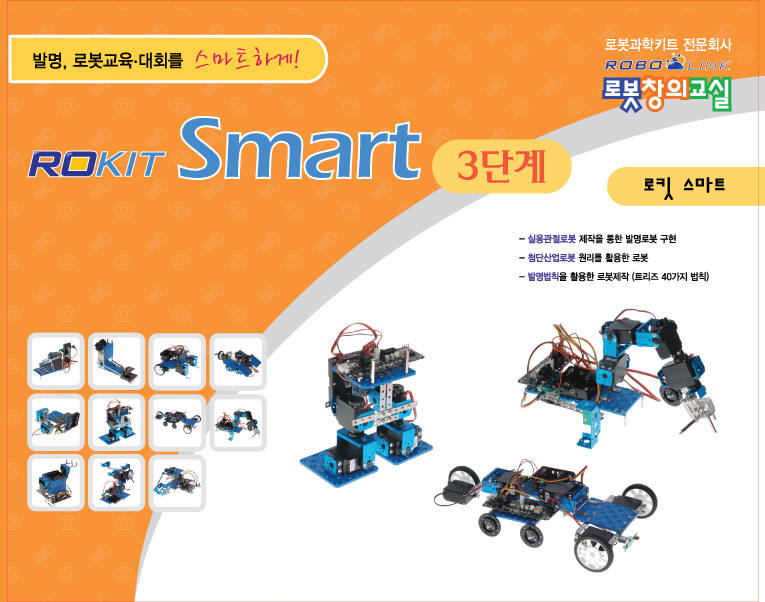 발명, 로봇교육·대회를 스마트하게!
로봇과학키트 전문회사
ROBO LINK
로봇창의교실
ROKIT Smart 3단계
로킷 스마트
– 실용관절로봇 제작을 통한 발명로봇 구현
– 첨단산업로봇 원리를 활용한 로봇
– 발명법칙을 활용한 로봇제작 (트리즈 40가지 법칙)